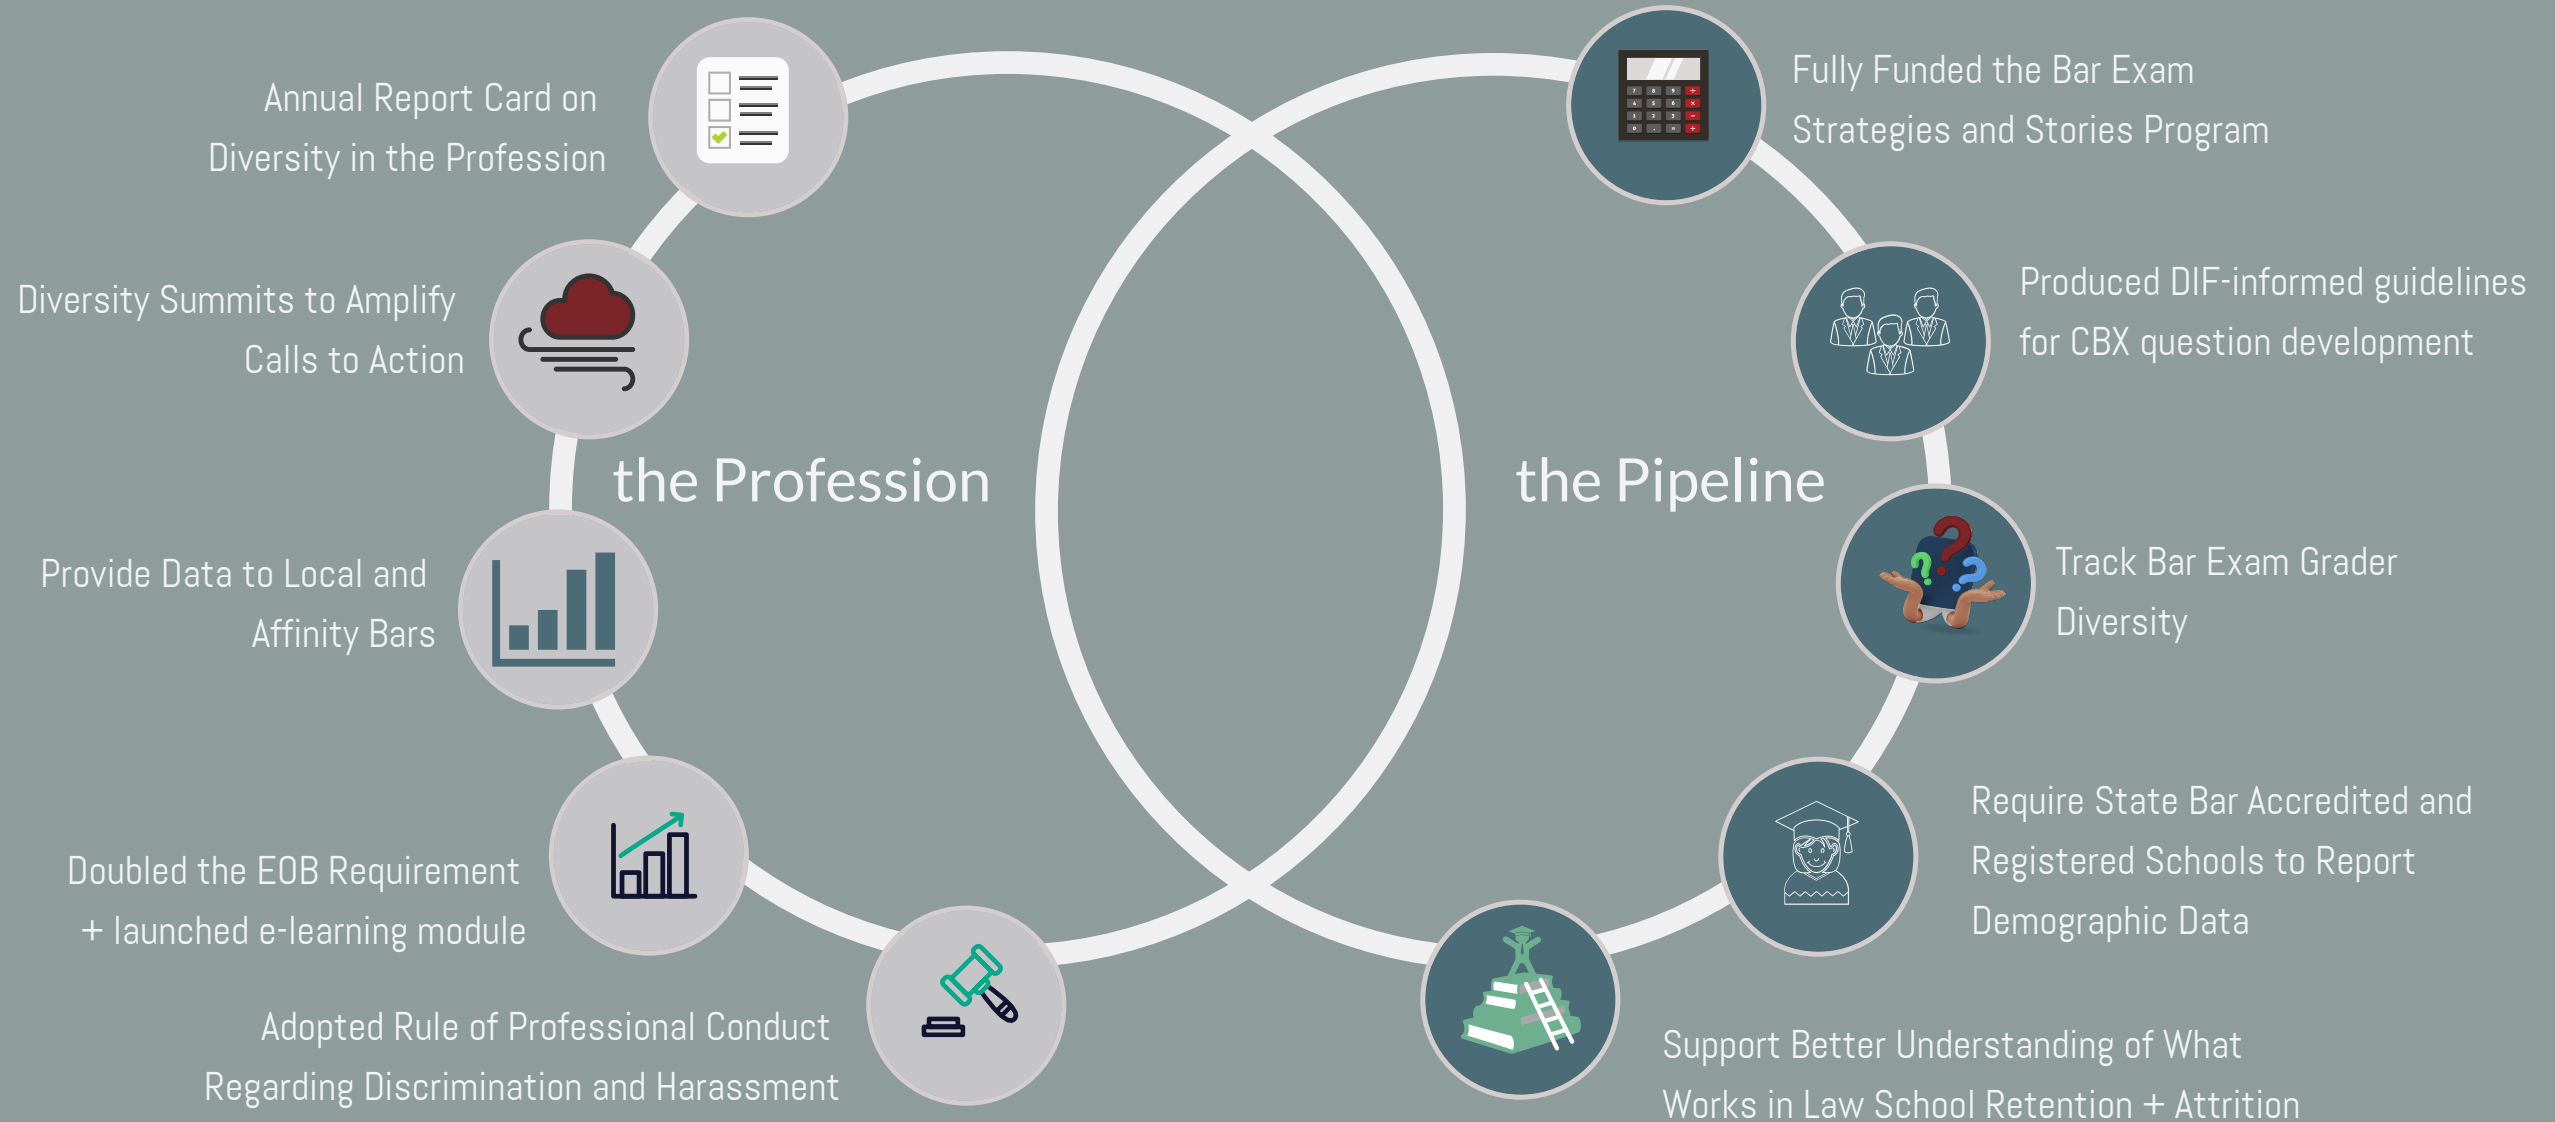 Annual Report Card on
Diversity in the Profession
Diversity Summits to Amplify
Calls to Action
Provide Data to Local and
Affinity Bars
Doubled the EOB Requirement
+ launched e-learning module
Adopted Rule of Professional Conduct
Regarding Discrimination and Harassment
the Profession
the Pipeline
Fully Funded the Bar Exam
Strategies and Stories Program
Produced DIF-informed guidelines
for CBX question development
Track Bar Exam Grader
Diversity
Require State Bar Accredited and
Registered Schools to Report
Demographic Data
Support Better Understanding of What
Works in Law School Retention + Attrition